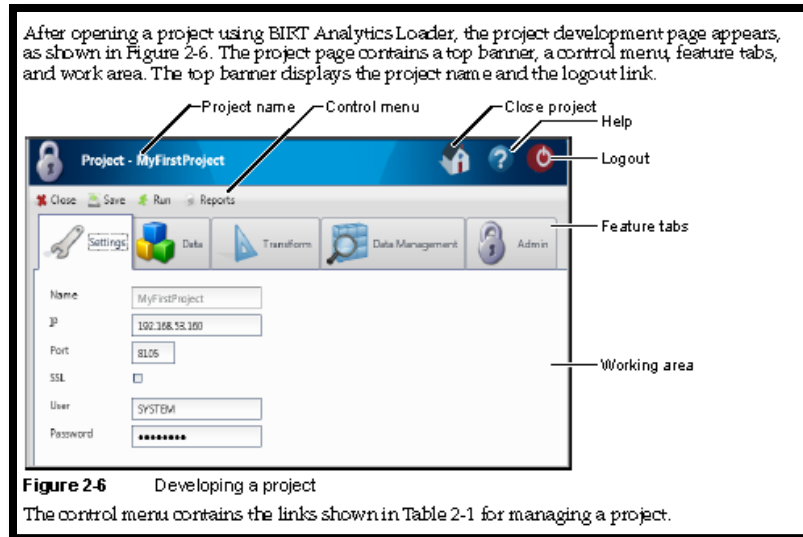 After opening a project using BIRT Analytics Loader, the project development page appears,
as shown in Figure 2-6. The project page contains a top banner, a control menu, feature tabs,
and work area. The top banner displays the project name and the logout link.
Project name Control menu Close project
Help
Project - MyFirstProject
?
Logout
Close Save Run Reports
Settings Data Transform Data Management Admin
Feature tabs
Name MyFirstProject
IP 192.168.53.160
Port 8105
Working area
SSL
User SYSTEM
Password ••••••••
Figure 2-6 Developing a project
The control menu contains the links shown in Table 2-1 for managing a project.